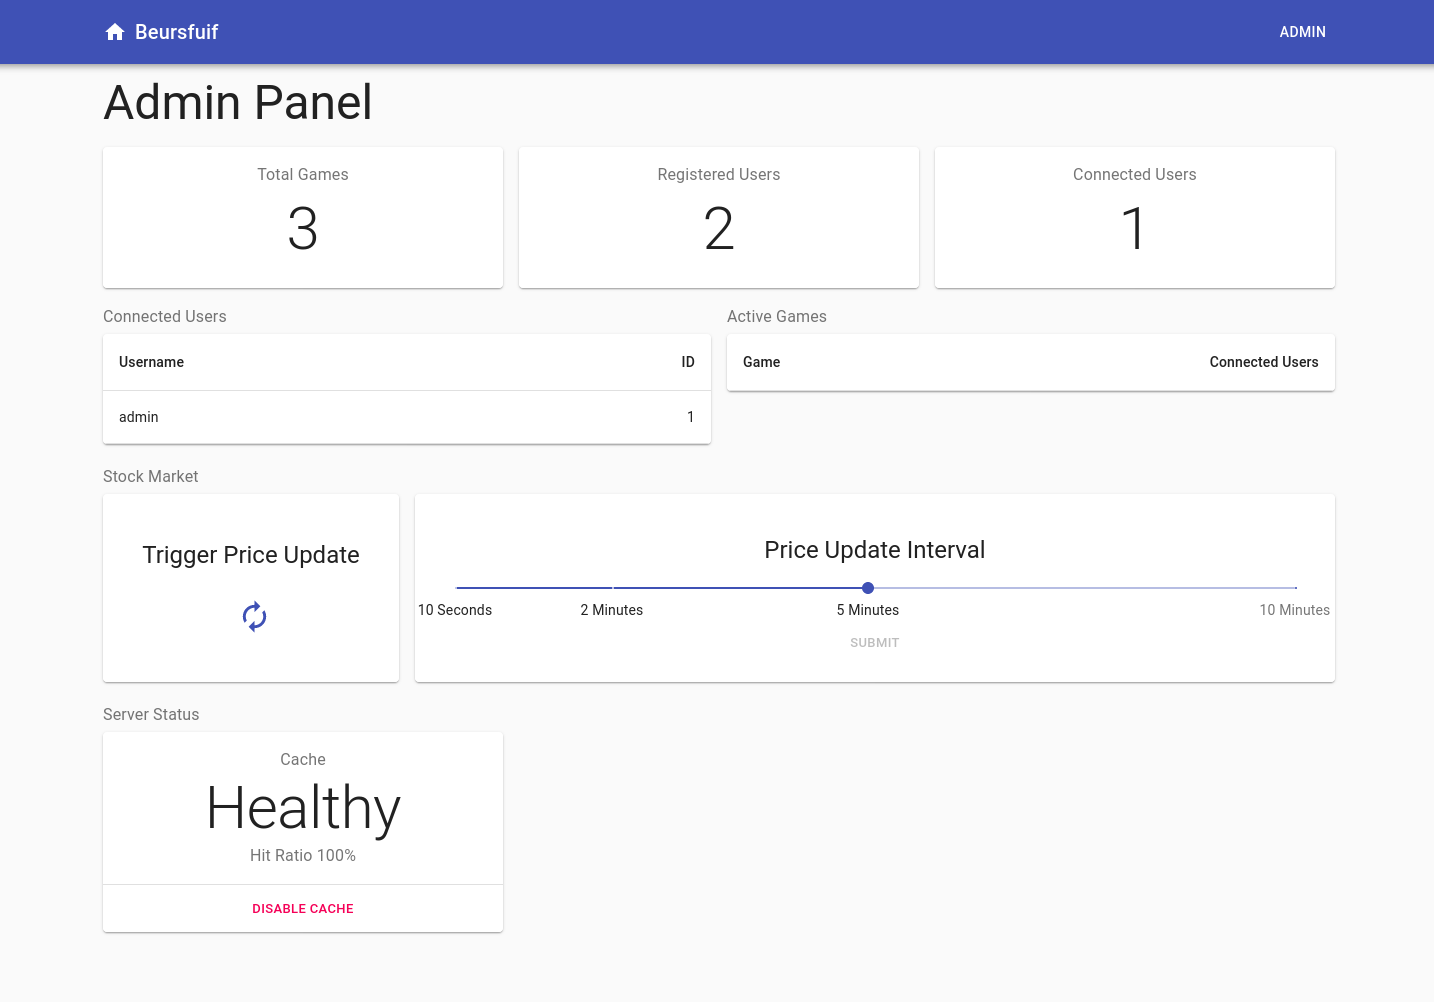 Beursfuif
ADMIN
Admin Panel
Total Games
3
Registered Users
2
Connected Users
1
Connected Users
Username ID
admin 1
Active Games
Game Connected Users
Stock Market
Trigger Price Update
Price Update Interval
10 Seconds 2 Minutes 5 Minutes 10 Minutes
SUBMIT
Server Status
Cache
Healthy
Hit Ratio 100%
DISABLE CACHE